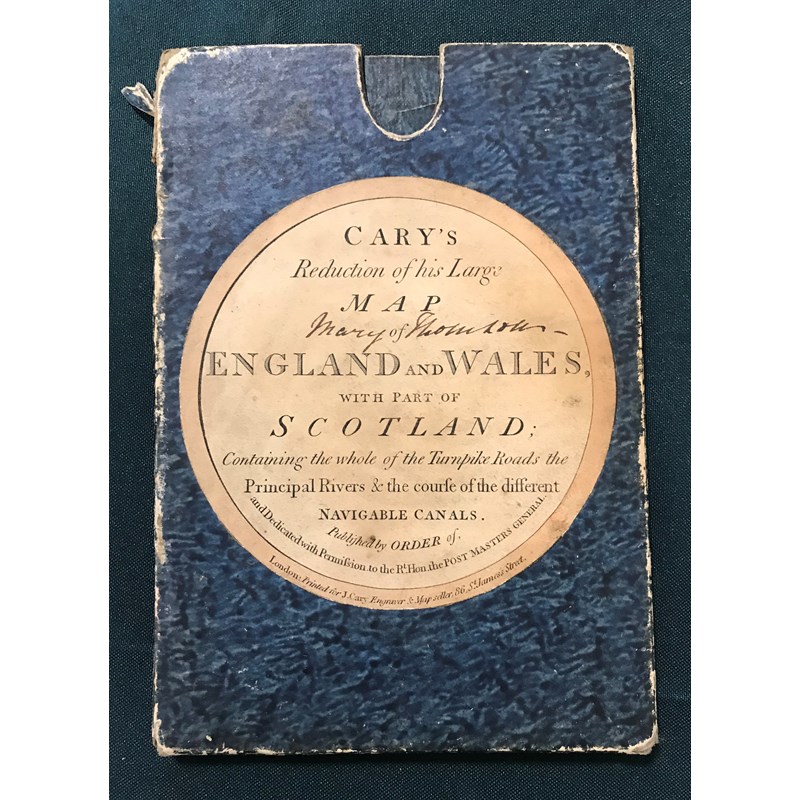 CARY'S
Reduction of his Large
MAP
Mary Thomson
of
ENGLAND AND WALES,
WITH PART OF
SCOTLAND;
Containing the whole of the Turnpike Roads the
Principal Rivers & the courſe of the different
NAVIGABLE CANALS.
Publiſhed by ORDER of,
and Dedicated with Permiſſion to the Rt. Hon. the POST MASTERS GENERAL
London: Printed for J. Cary Engraver & Map ſeller, 86, St. James's Street.